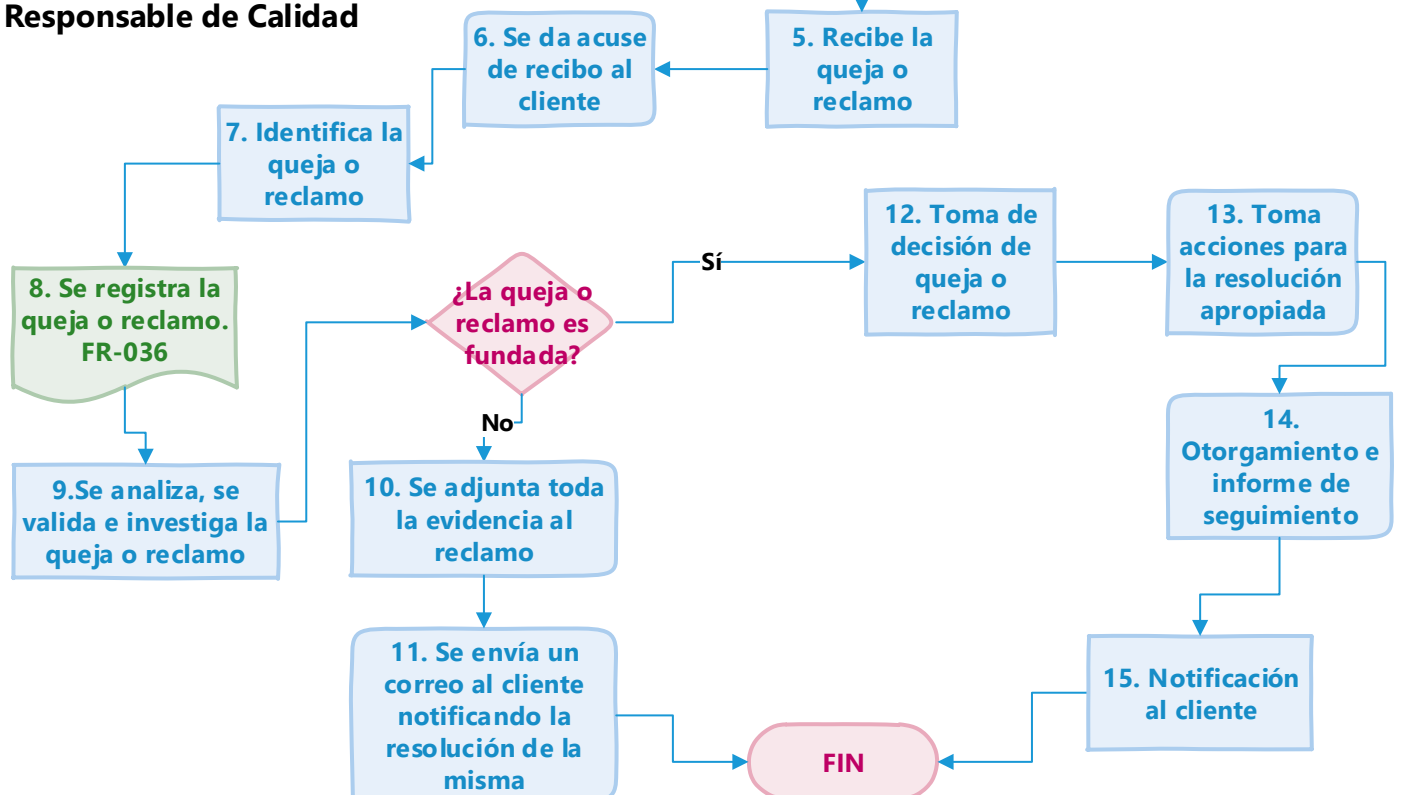 Responsable de Calidad
5. Recibe la
queja o
reclamo
6. Se da acuse
de recibo al
cliente
7. Identifica la
queja o
reclamo
8. Se registra la
queja o reclamo.
FR-036
9.Se analiza, se
valida e investiga la
queja o reclamo
¿La queja o
reclamo es
fundada?
No
10. Se adjunta toda
la evidencia al
reclamo
11. Se envía un
correo al cliente
notificando la
resolución de la
misma
Sí
12. Toma de
decisión de
queja o
reclamo
13. Toma
acciones para
la resolución
apropiada
14.
Otorgamiento e
informe de
seguimiento
15. Notificación
al cliente
FIN